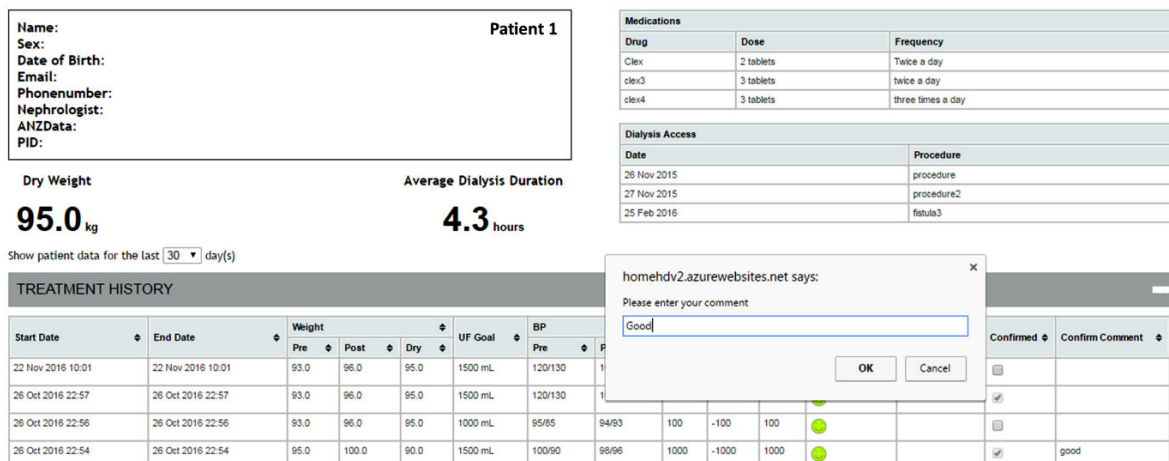 Patient 1
Name:
Sex:
Date of Birth:
Email:
Phonenumber:
Nephrologist:
ANZData:
PID:
Dry Weight
95.0 kg
Average Dialysis Duration
4.3 hours
Show patient data for the last 30 day(s)
Medications
Drug Dose Frequency
Clex 2 tablets Twice a day
clex3 3 tablets twice a day
clex4 3 tablets three times a day
Dialysis Access
Date Procedure
26 Nov 2015 procedure
27 Nov 2015 procedure2
25 Feb 2016 fistula3
homehdv2.azurewebsites.net says:
Please enter your comment
Good
OK Cancel
TREATMENT HISTORY
Start Date End Date Weight UF Goal BP Confirmed Confirm Comment
Pre Post Dry Pre
22 Nov 2016 10:01 22 Nov 2016 10:01 93.0 96.0 95.0 1500 mL 120/130
26 Oct 2016 22:57 26 Oct 2016 22:57 93.0 96.0 95.0 1500 mL 120/130
26 Oct 2016 22:56 26 Oct 2016 22:56 93.0 96.0 95.0 1000 mL 95/85 94/93 100 -100 100
26 Oct 2016 22:54 26 Oct 2016 22:54 95.0 100.0 90.0 1500 mL 100/90 98/96 1000 -1000 1000 good